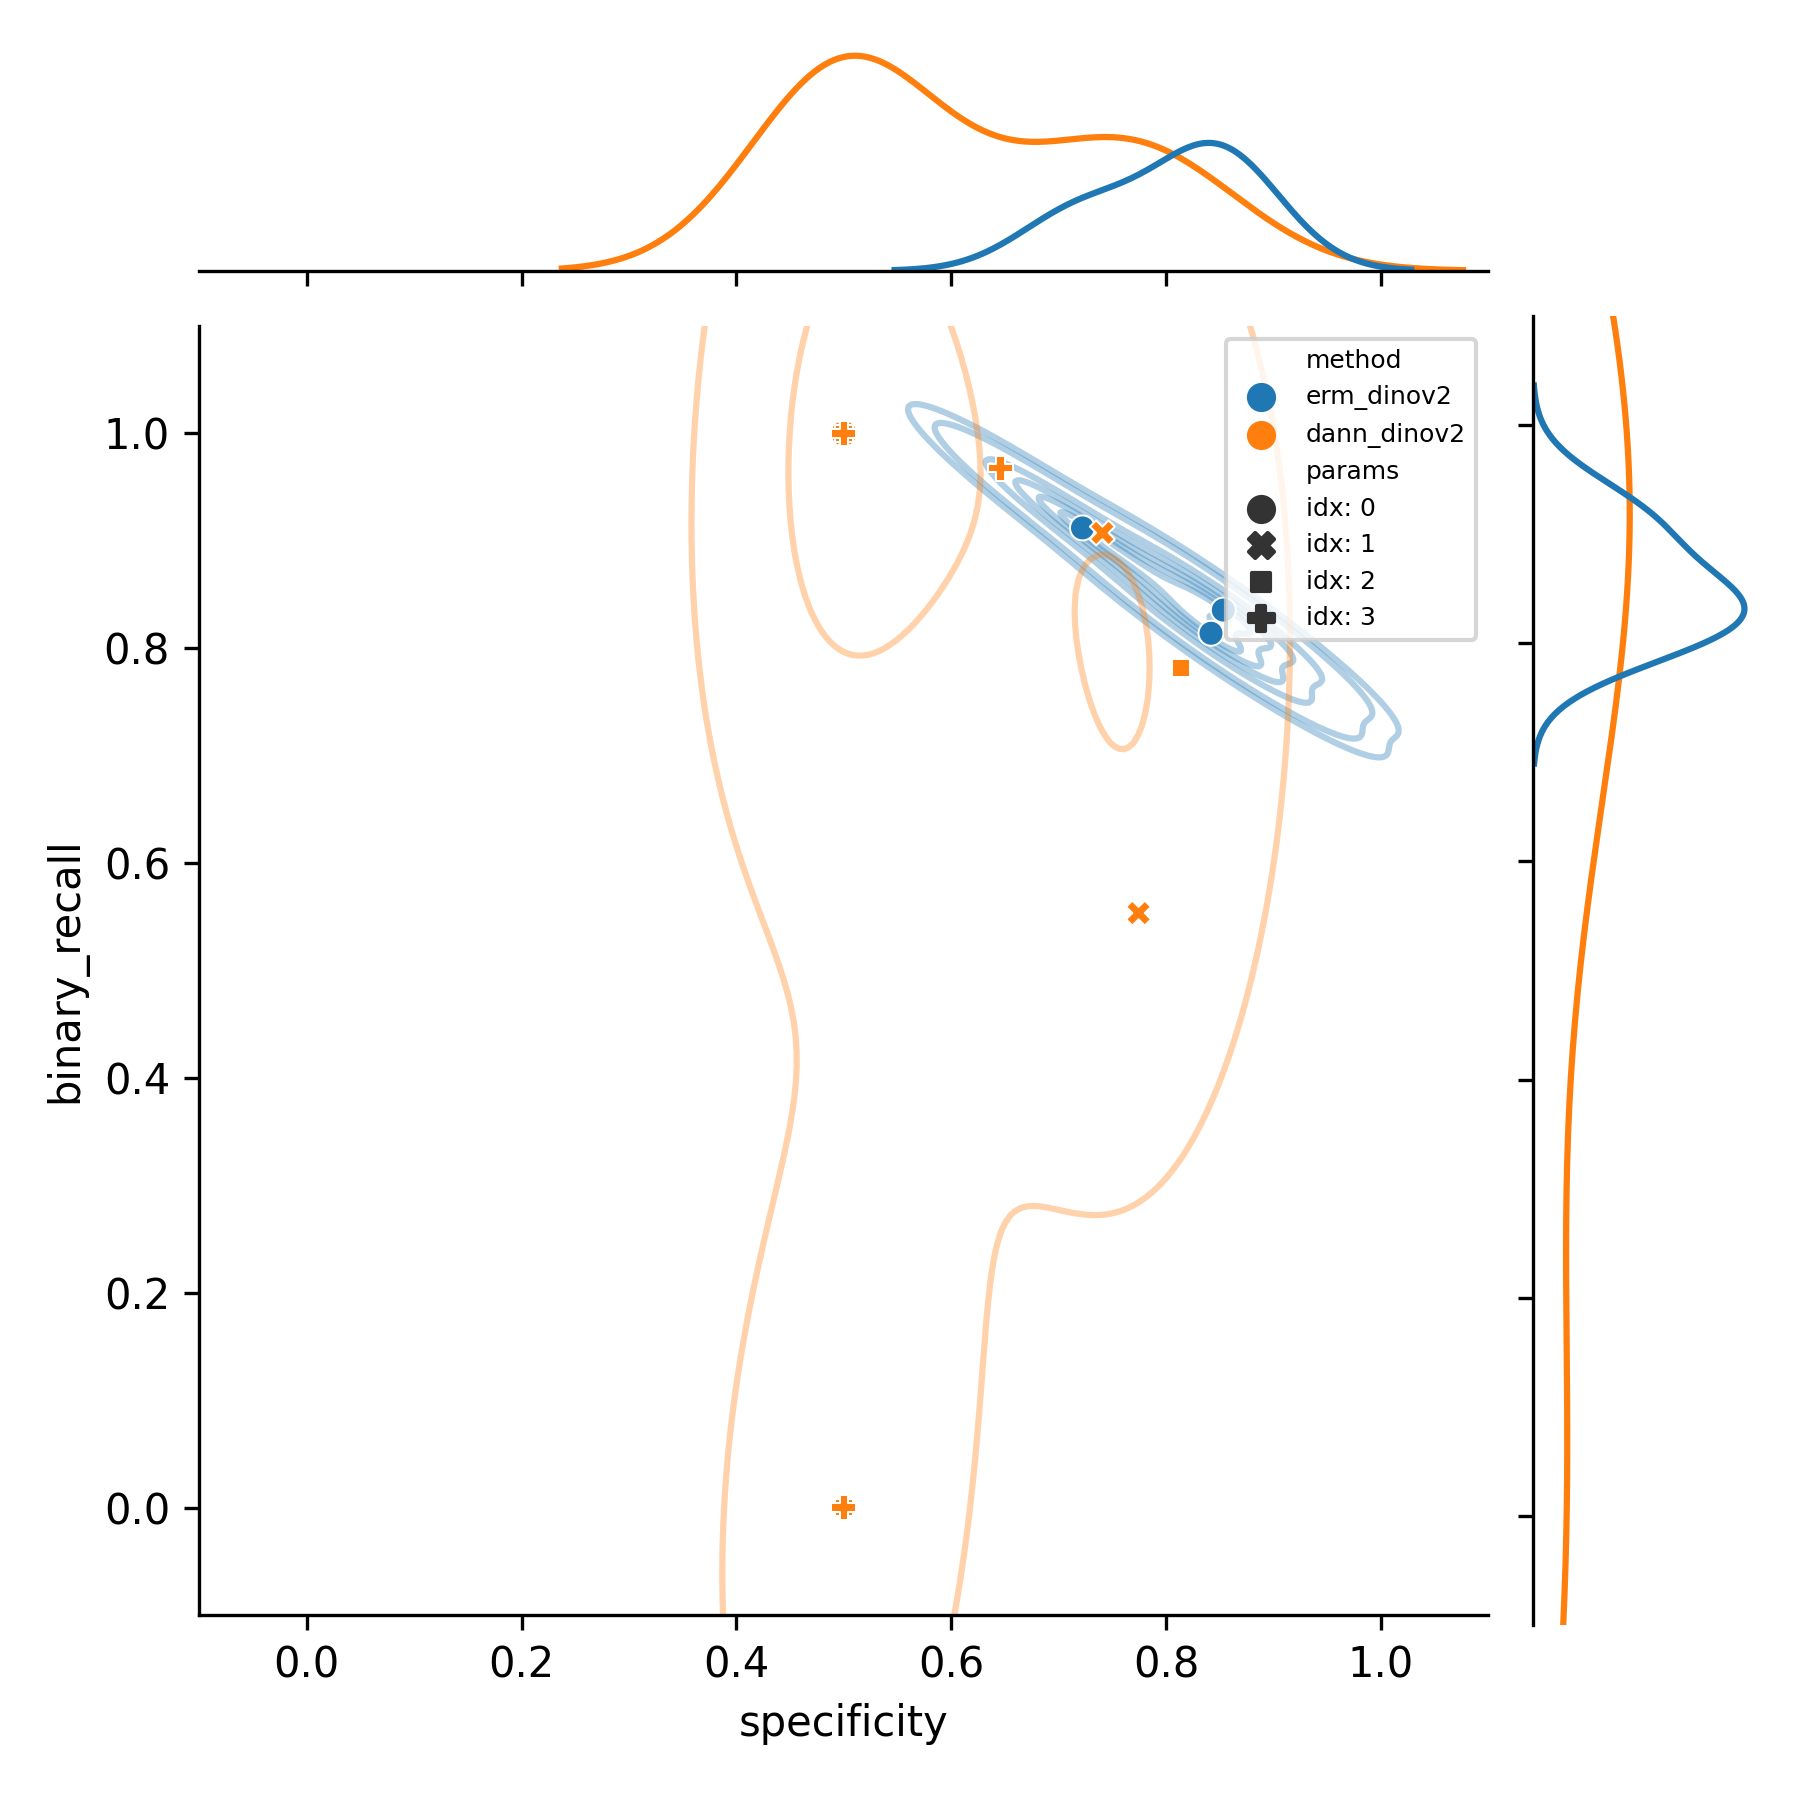 method
erm_dinov2
dann_dinov2
params
idx: 0
idx: 1
idx: 2
idx: 3
1.0
0.8
0.6
0.4
0.2
0.0
binary_recall
0.0 0.2 0.4 0.6 0.8 1.0
specificity